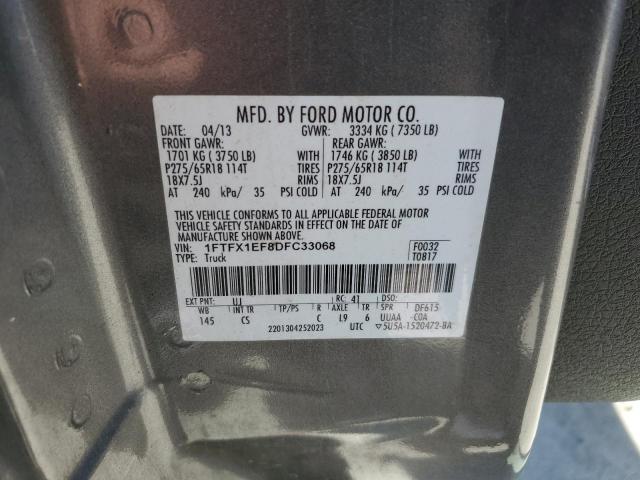 MFD. BY FORD MOTOR CO.
DATE: 04/13 GVWR: 3334 KG ( 7350 LB)
FRONT GAWR: REAR GAWR:
1701 KG ( 3750 LB) WITH 1746 KG ( 3850 LB) WITH
P275/65R18 114T TIRES P275/65R18 114T TIRES
18X7.5J RIMS 18X7.5J RIMS
AT 240 kPa/ 35 PSI COLD AT 240 kPa/ 35 PSI COLD
THIS VEHICLE CONFORMS TO ALL APPLICABLE FEDERAL MOTOR
VEHICLE SAFETY STANDARDS IN EFFECT ON THE DATE OF
MANUFACTURE SHOWN ABOVE.
VIN: 1FTFX1EF8DFC33068 F0032
TYPE: Truck T0817
EXT PNT: UJ RC: 41 DF615
WB INT TR TP/PS R AXLE TR SPR
145 CS C L9 6 UUAA -C0A
2201304252023 UTC ▽5U5A-1520472-BA